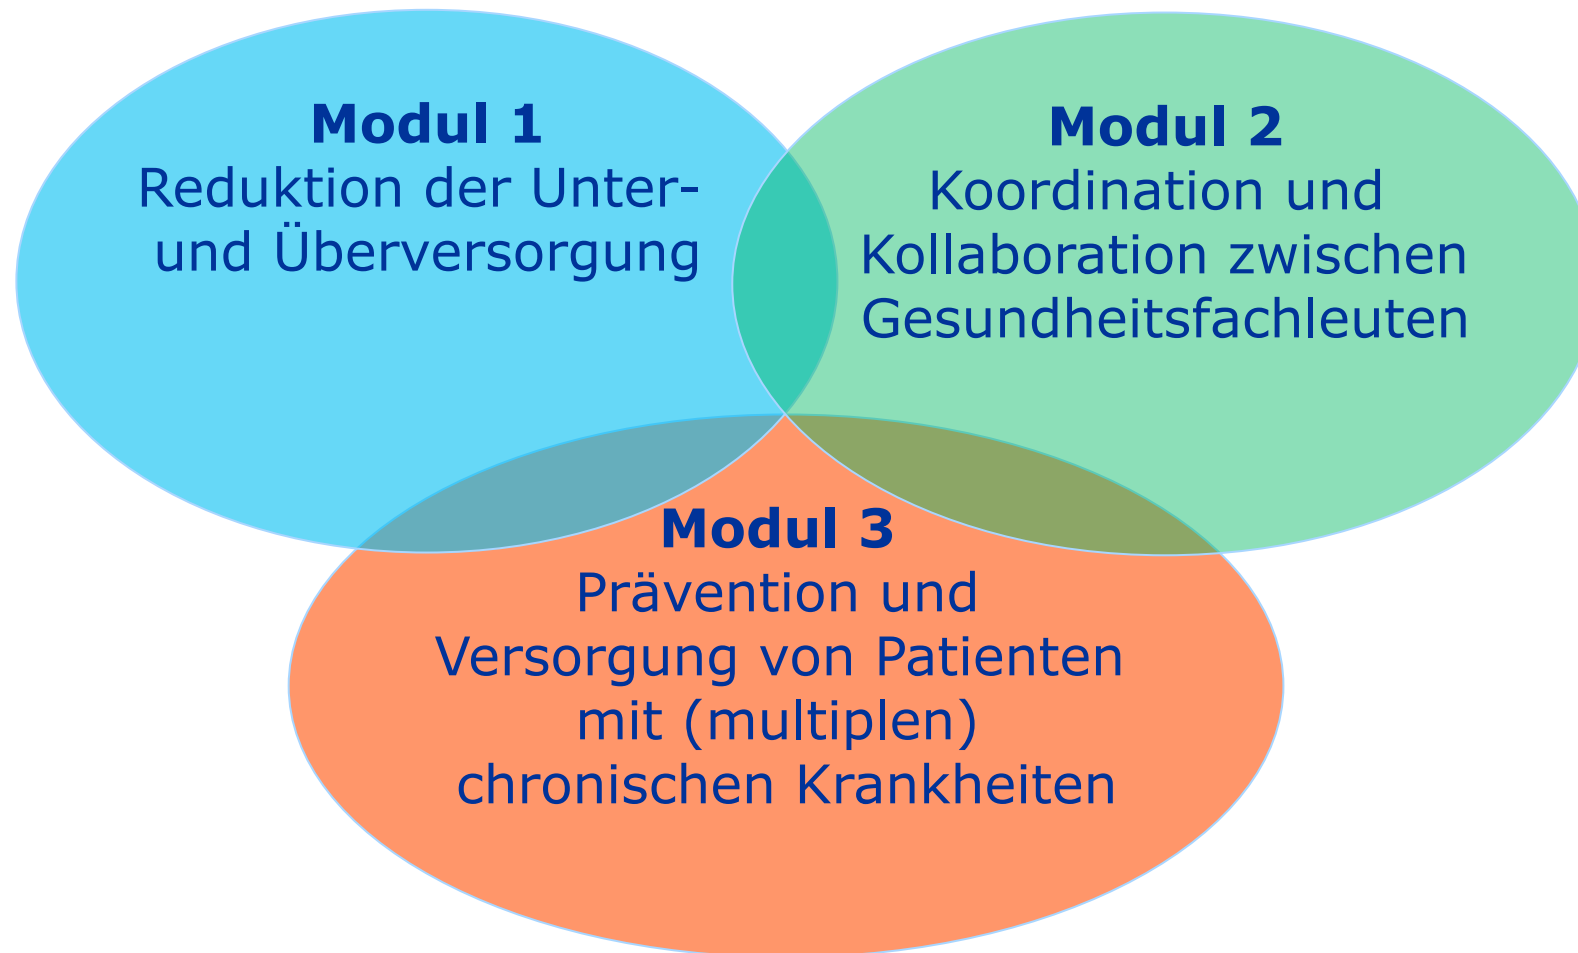 Modul 1
Reduktion der Unter-
und Überversorgung
Modul 2
Koordination und
Kollaboration zwischen
Gesundheitsfachleuten
Modul 3
Prävention und
Versorgung von Patienten
mit (multiplen)
chronischen Krankheiten